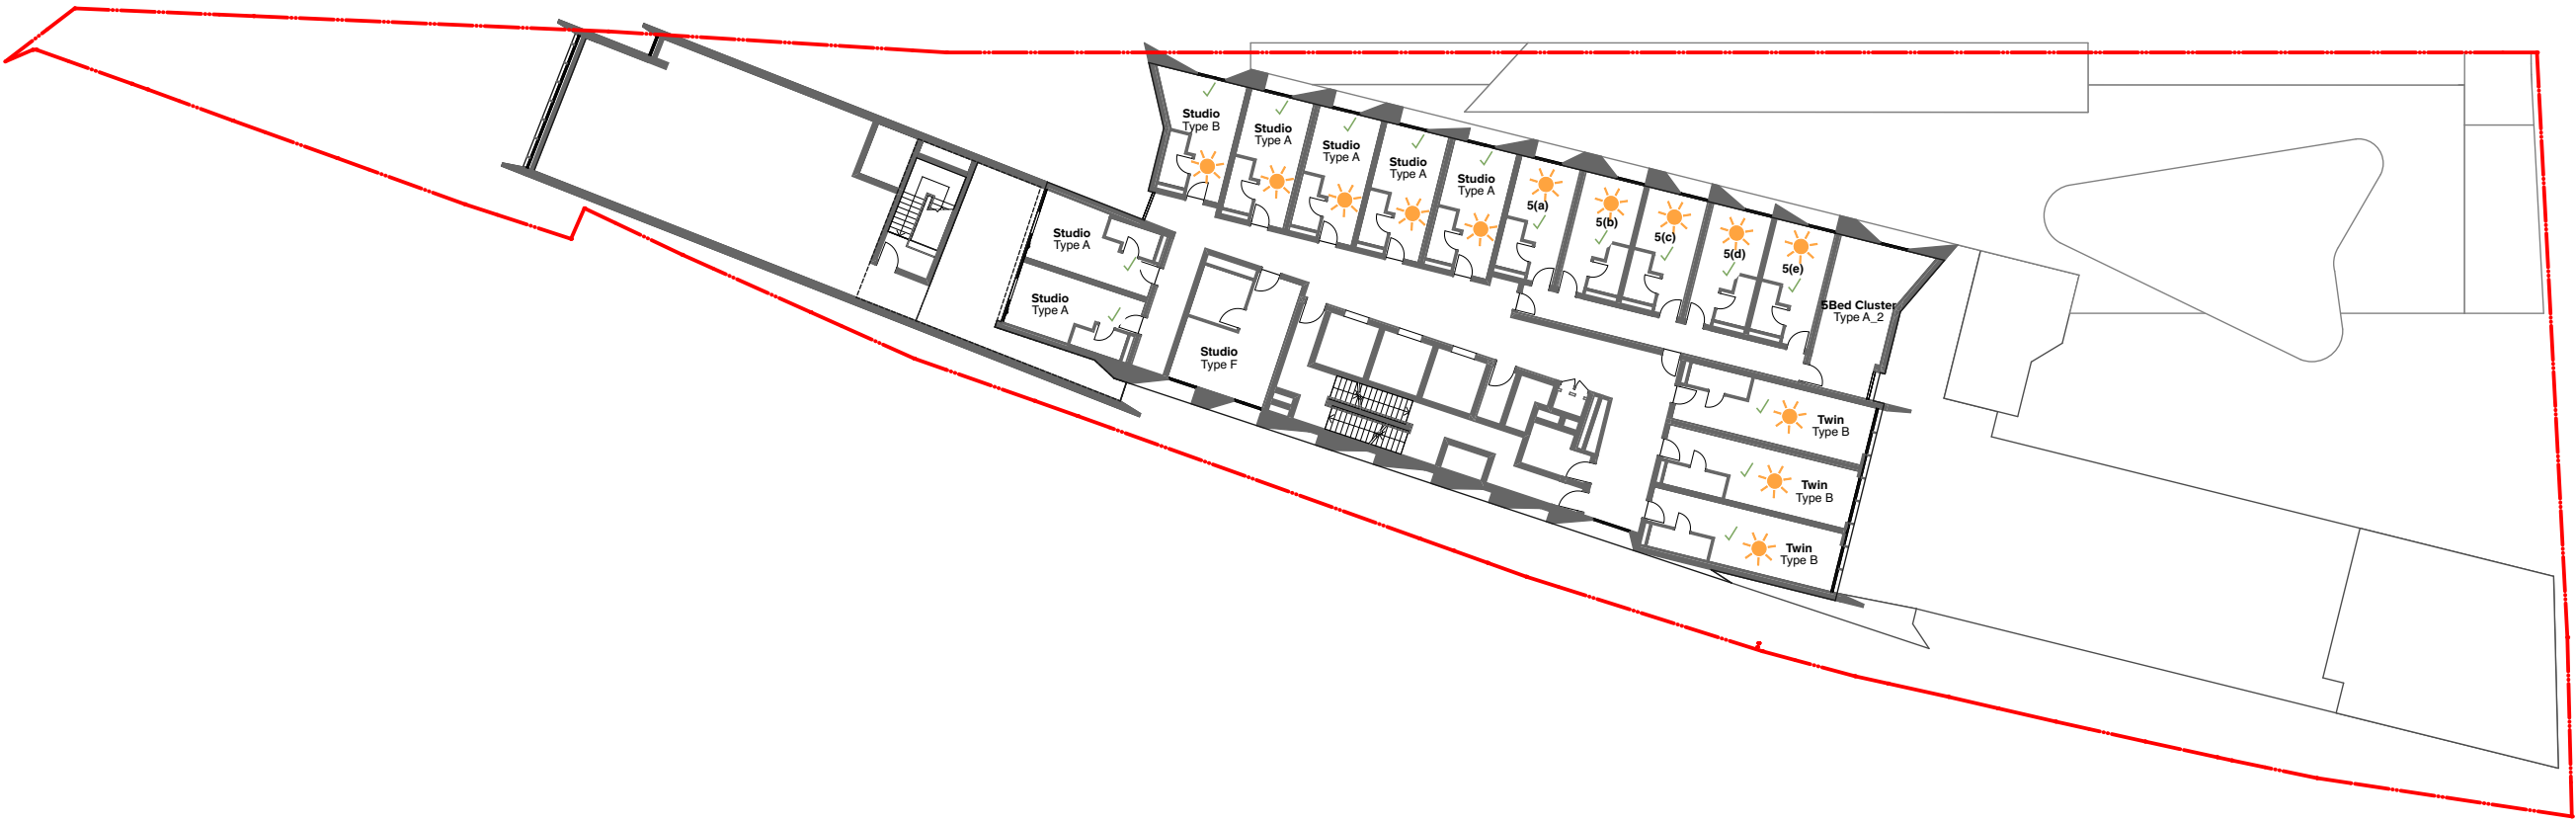 Studio
Type B
Studio
Type A
Studio
Type A
Studio
Type A
Studio
Type A
5(a)
5(b)
5(c)
5(d)
5(e)
5Bed Cluster
Type A_2
Studio
Type A
Studio
Type A
Studio
Type F
Twin
Type B
Twin
Type B
Twin
Type B